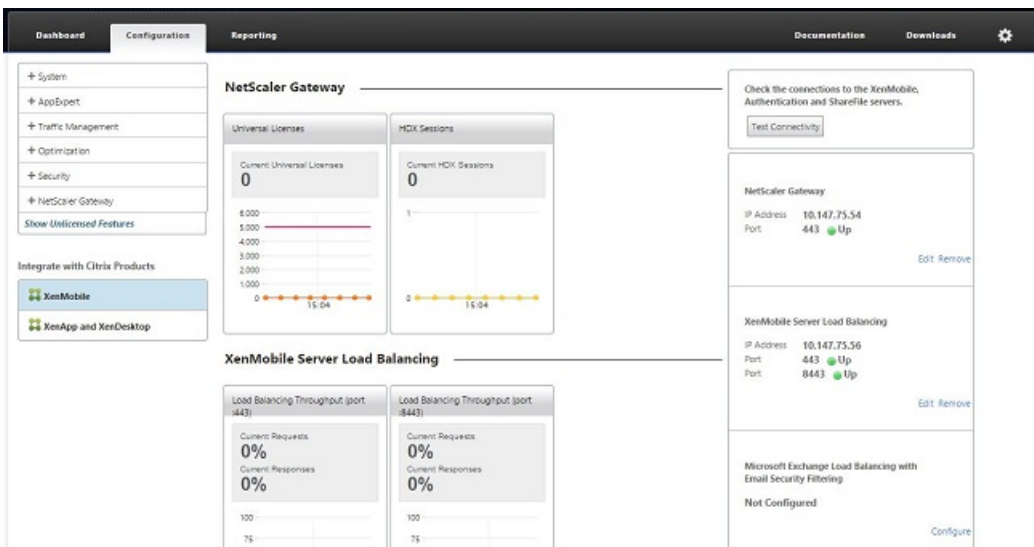 Dashboard
Configuration
Reporting
Documentation
Downloads
+ System
+ AppExpert
+ Traffic Management
+ Optimization
+ Security
+ NetScaler Gateway
Show Unlicensed Features
Integrate with Citrix Products
XenMobile
XenApp and XenDesktop
NetScaler Gateway
Universal Licenses
Current Universal Licenses
0
6,000
5,000
4,000
3,000
2,000
1,000
0
15:04
HDX Sessions
Current HDX Sessions
0
1
0
15:04
XenMobile Server Load Balancing
Load Balancing Throughput (port
:443)
Current Requests
0%
Current Responses
0%
100
75
Load Balancing Throughput (port
:8443)
Current Requests
0%
Current Responses
0%
100
75
Check the connections to the XenMobile,
Authentication and ShareFile servers.
Test Connectivity
NetScaler Gateway
IP Address 10.147.75.54
Port 443 Up
Edit Remove
XenMobile Server Load Balancing
IP Address 10.147.75.56
Port 443 Up
Port 8443 Up
Edit Remove
Microsoft Exchange Load Balancing with
Email Security Filtering
Not Configured
Configure